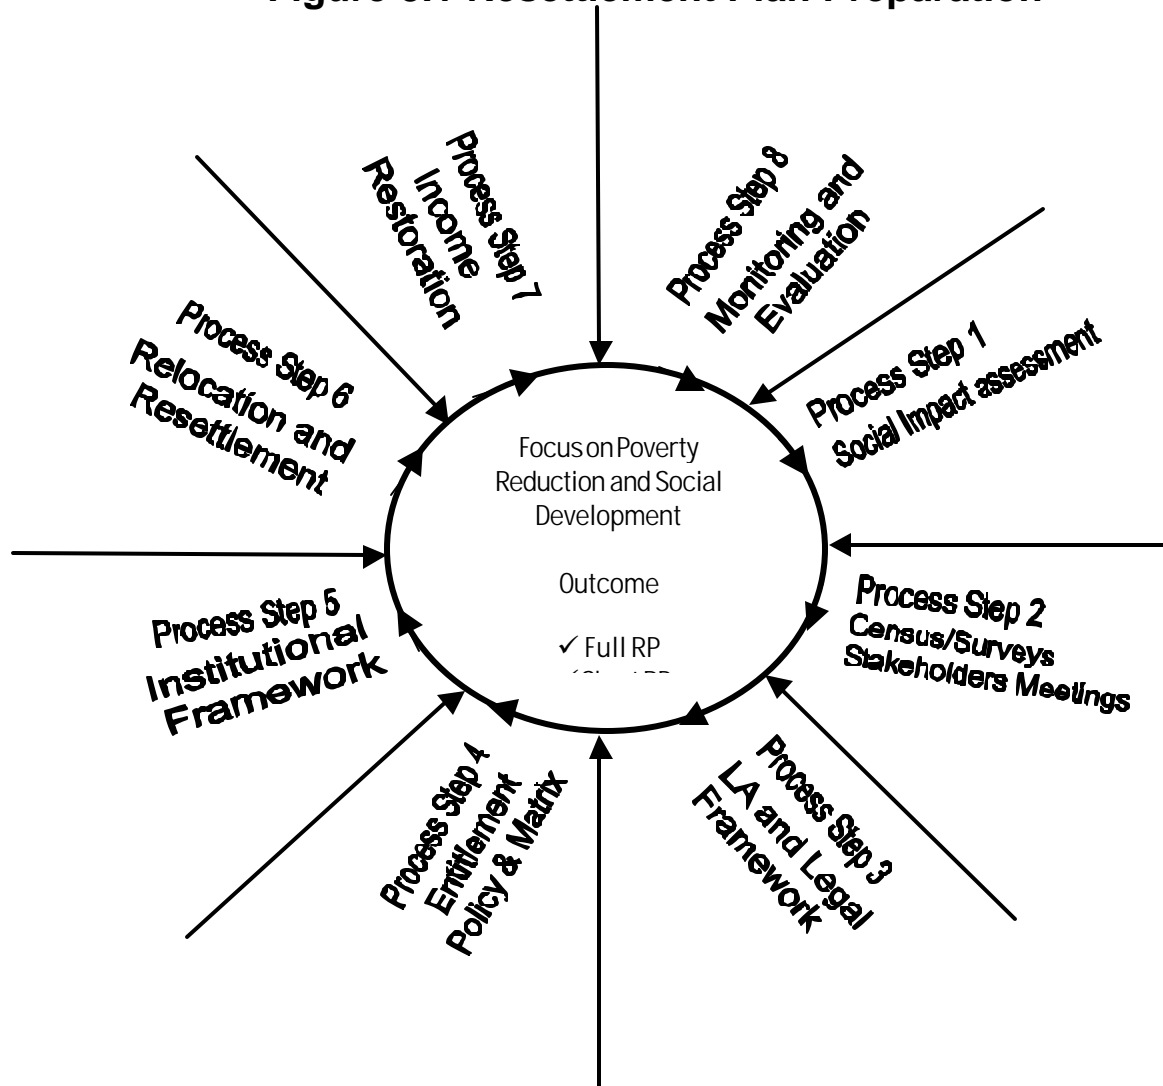 Figure Resettlement Plan Preparation
Process Step 8
Monitoring and
Evaluation
Process Step 1
Social Impact assessment
Process Step 2
Census/Surveys
Stakeholders Meetings
Process Step 3
LA and Legal
Framework
Process Step 4
Entitlement
Policy & Matrix
Process Step 5
Institutional
Framework
Process Step 6
Relocation and
Resettlement
Process Step 7
Income
Restoration
Focus on Poverty
Reduction and Social
Development
Outcome
✓ Full RP